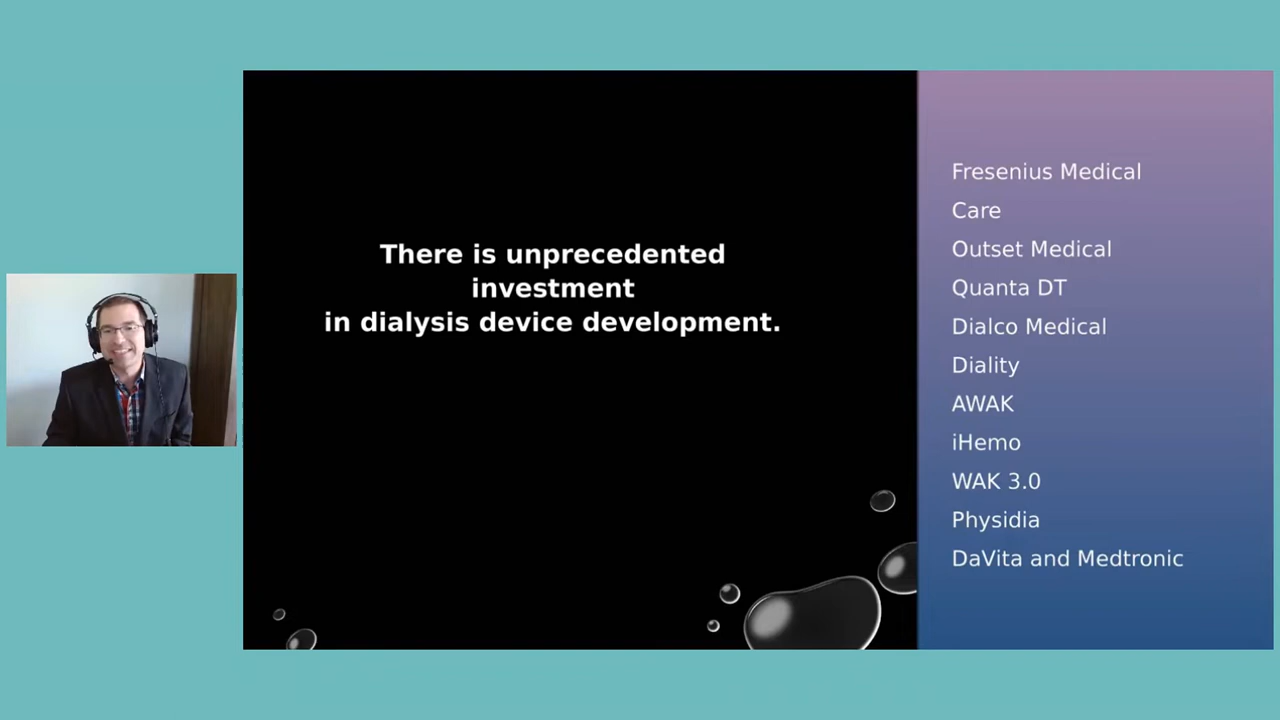 There is unprecedented
investment
in dialysis device development.
Fresenius Medical
Care
Outset Medical
Quanta DT
Dialco Medical
Diality
AWAK
iHemo
WAK 3.0
Physidia
DaVita and Medtronic